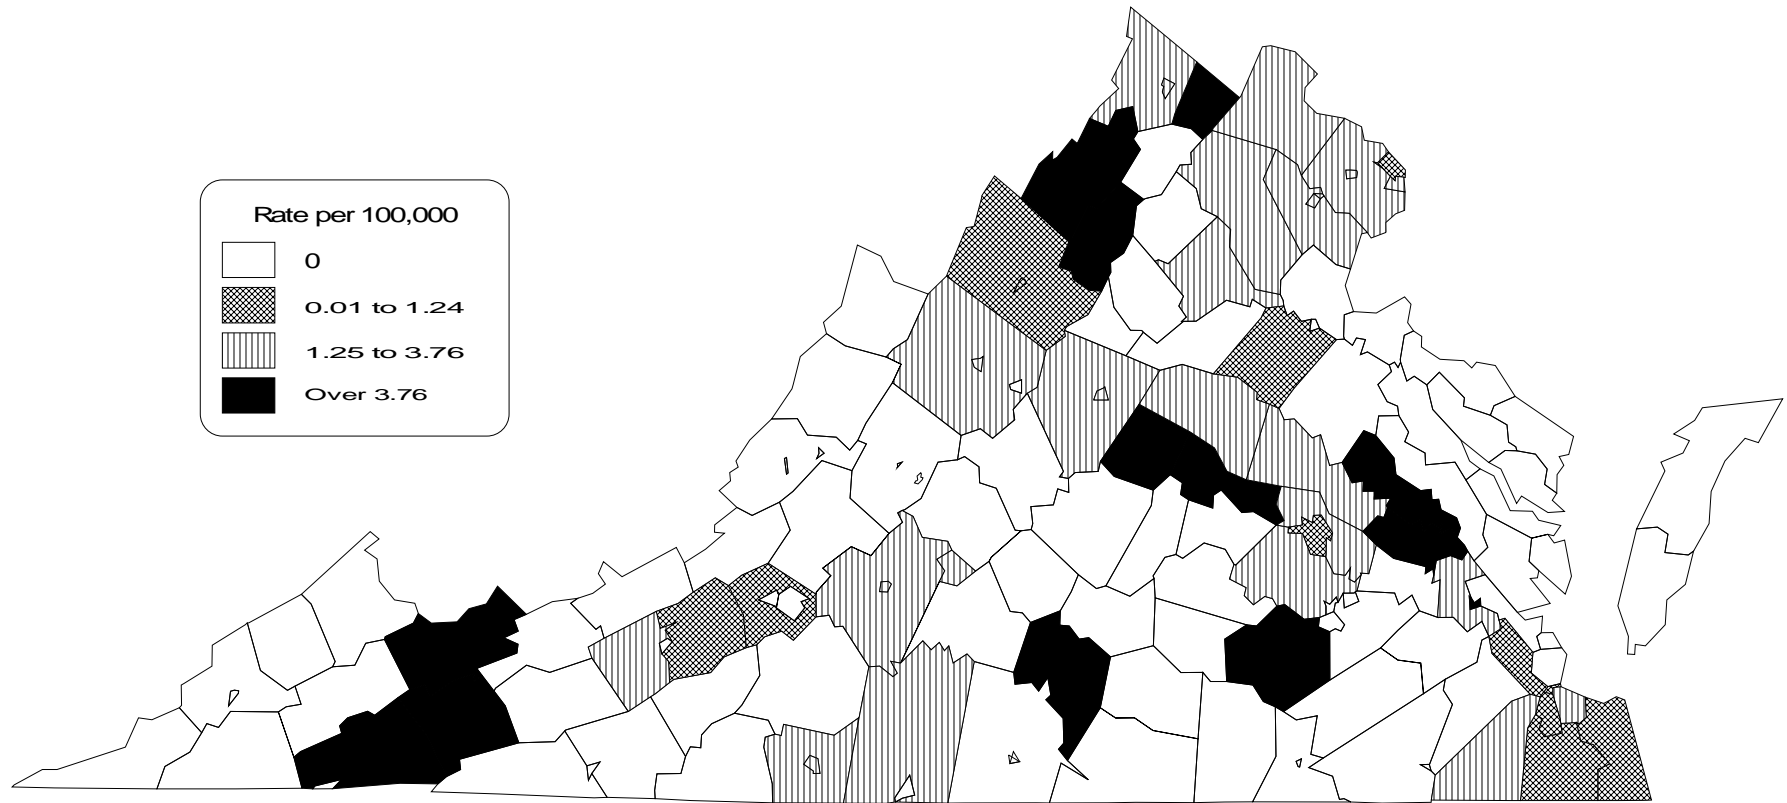 Rate per 100,000
0
0.01 to 1.24
1.25 to 3.76
Over 3.76